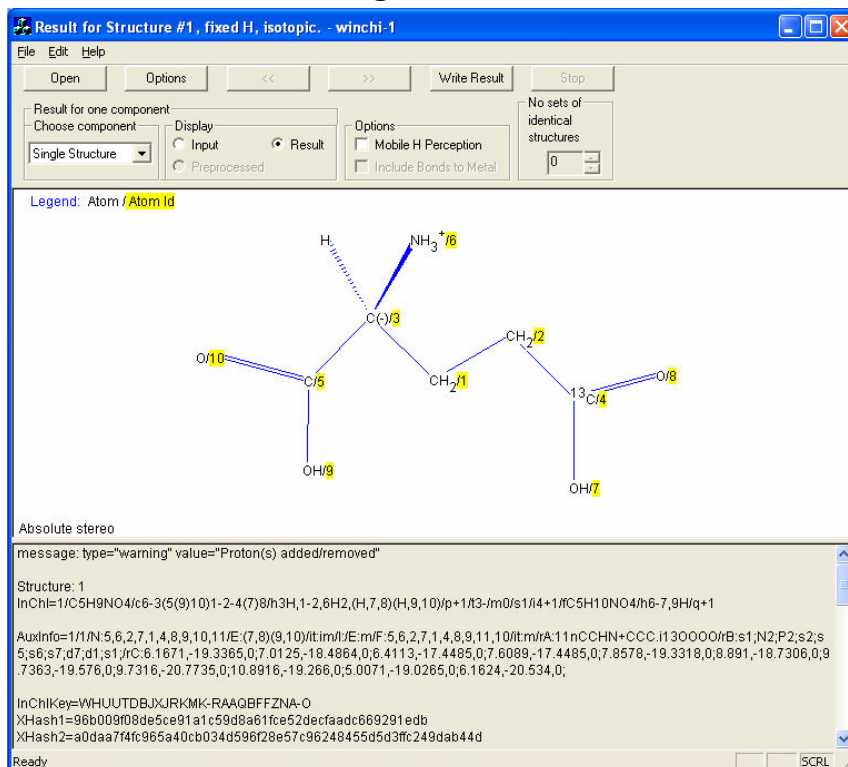 Result for Structure #1, fixed H, isotopic. - winchi-1
File Edit Help
Open Options << >> Write Result Stop
Result for one component
Choose component
Single Structure
Display
Input Result
Preprocessed
Options
Mobile H Perception
Include Bonds to Metal
No sets of
identical
structures
0
Legend: Atom / Atom Id
H
NH3+/6
C(-)/3
CH2/2
O/10
C/5
CH2/1
O/8
13C/4
OH/9
OH/7
Absolute stereo
message: type="warning" value="Proton(s) added/removed"
Structure: 1
InChI=1/C5H9NO4/c6-3(5(9)10)1-2-4(7)8/h3H,1-2,6H2,(H,7,8)(H,9,10)/p+1/t3-/m0/s1/i4+1/fC5H10NO4/h6-7,9H/q+1
AuxInfo=1/1/N:5,6,2,7,1,4,8,9,10,11/E:(7,8)(9,10)/it:im/I:/E:m/F:5,6,2,7,1,4,8,9,11,10/it:m/rA:11nCCHN+CCC.i13OOOO/rB:s1;N2;P2;s2;s
5;s6;s7;d7;d1;s1;/rC:6.1671,-19.3365,0;7.0125,-18.4864,0;6.4113,-17.4485,0;7.6089,-17.4485,0;7.8578,-19.3318,0;8.891,-18.7306,0;9
.7363,-19.576,0;9.7316,-20.7735,0;10.8916,-19.266,0;5.0071,-19.0265,0;6.1624,-20.534,0;
InChIKey=WHUUTDBJXJRKMK-RAAQBFFZNA-O
XHash1=96b009f08de5ce91a1c59d8a61fce52decfaadc669291edb
XHash2=a0daa7f4fc965a40cb034d596f28e57c96248455d5d3ffc249dab44d
Ready SCRL